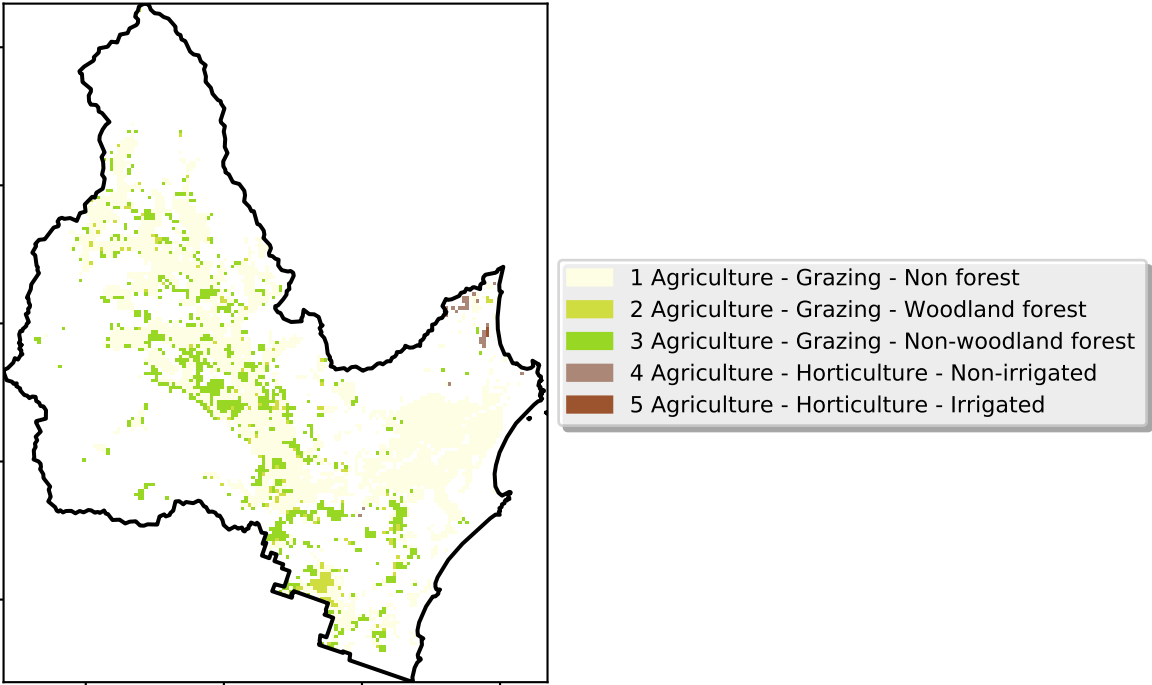 1 Agriculture - Grazing - Non forest
2 Agriculture - Grazing - Woodland forest
3 Agriculture - Grazing - Non-woodland forest
4 Agriculture - Horticulture - Non-irrigated
5 Agriculture - Horticulture - Irrigated